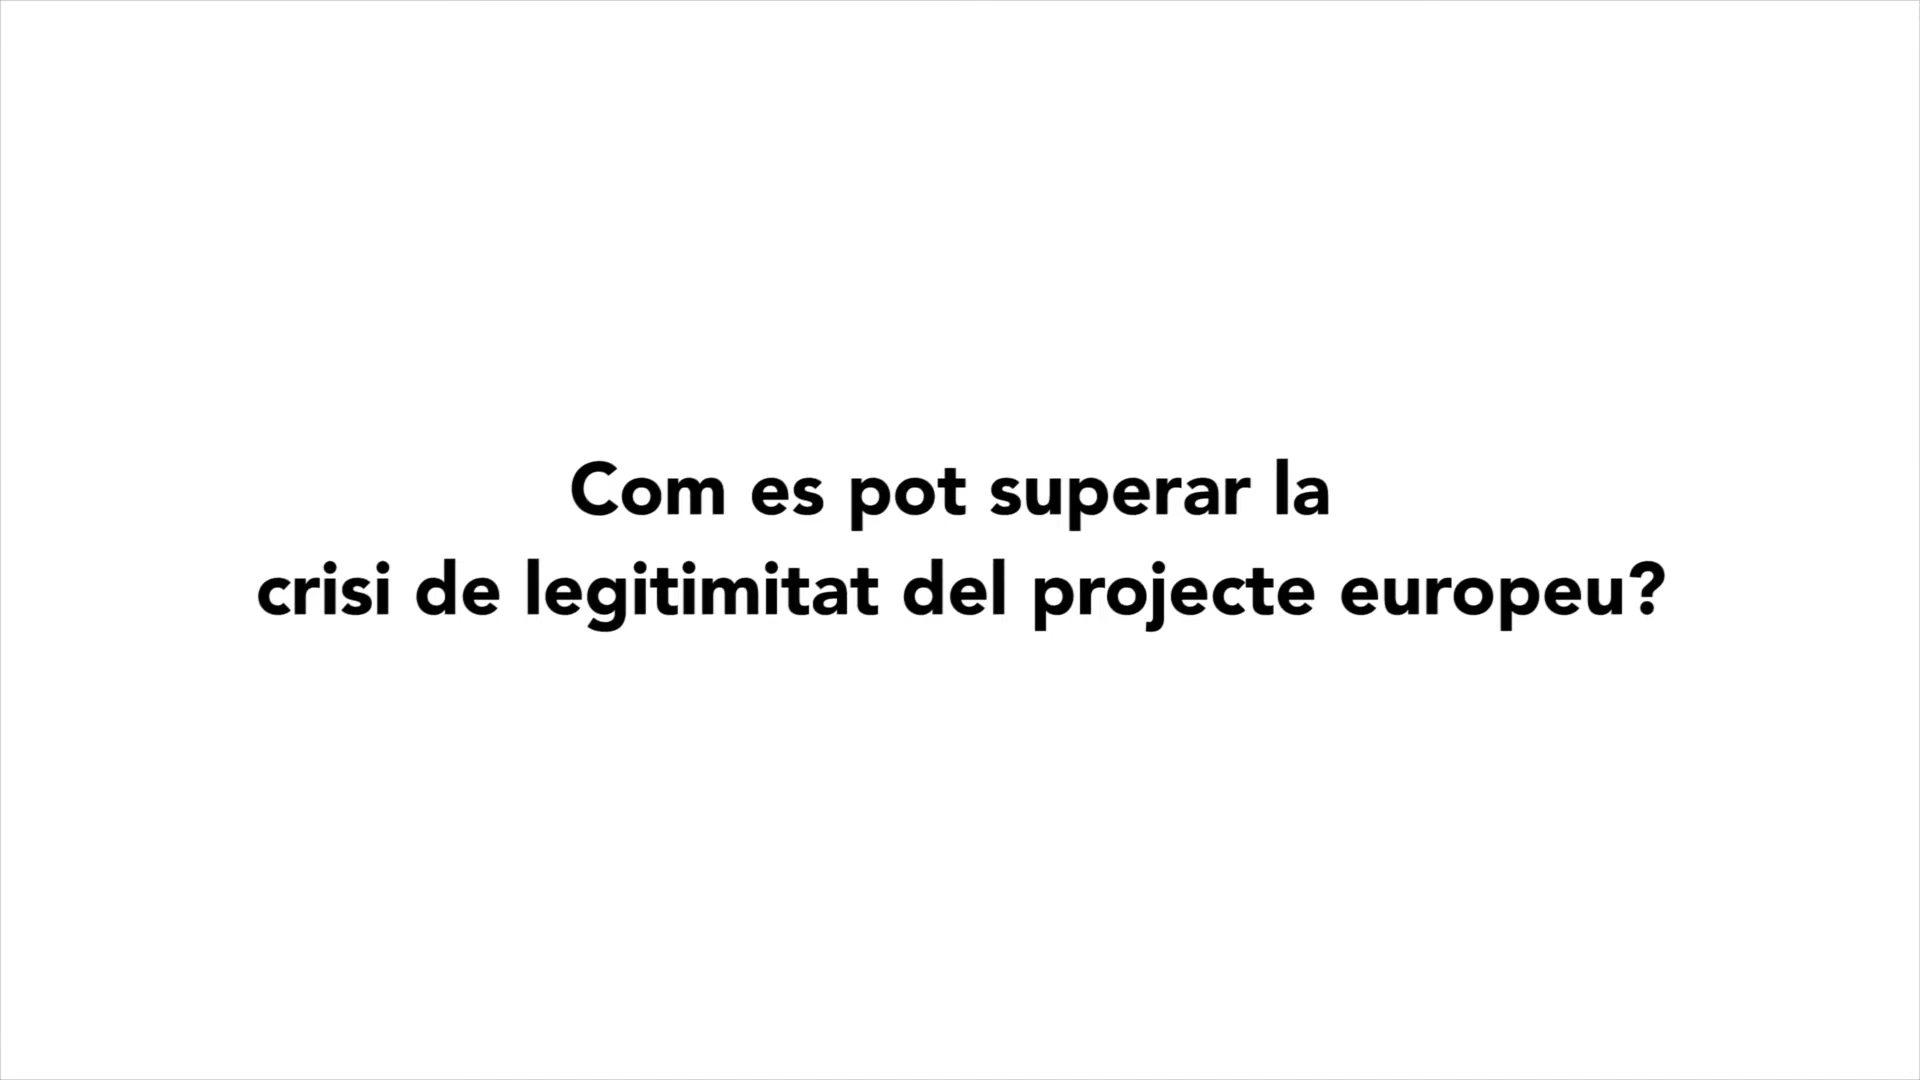 Com es pot superar la
crisi de legitimitat del projecte europeu?